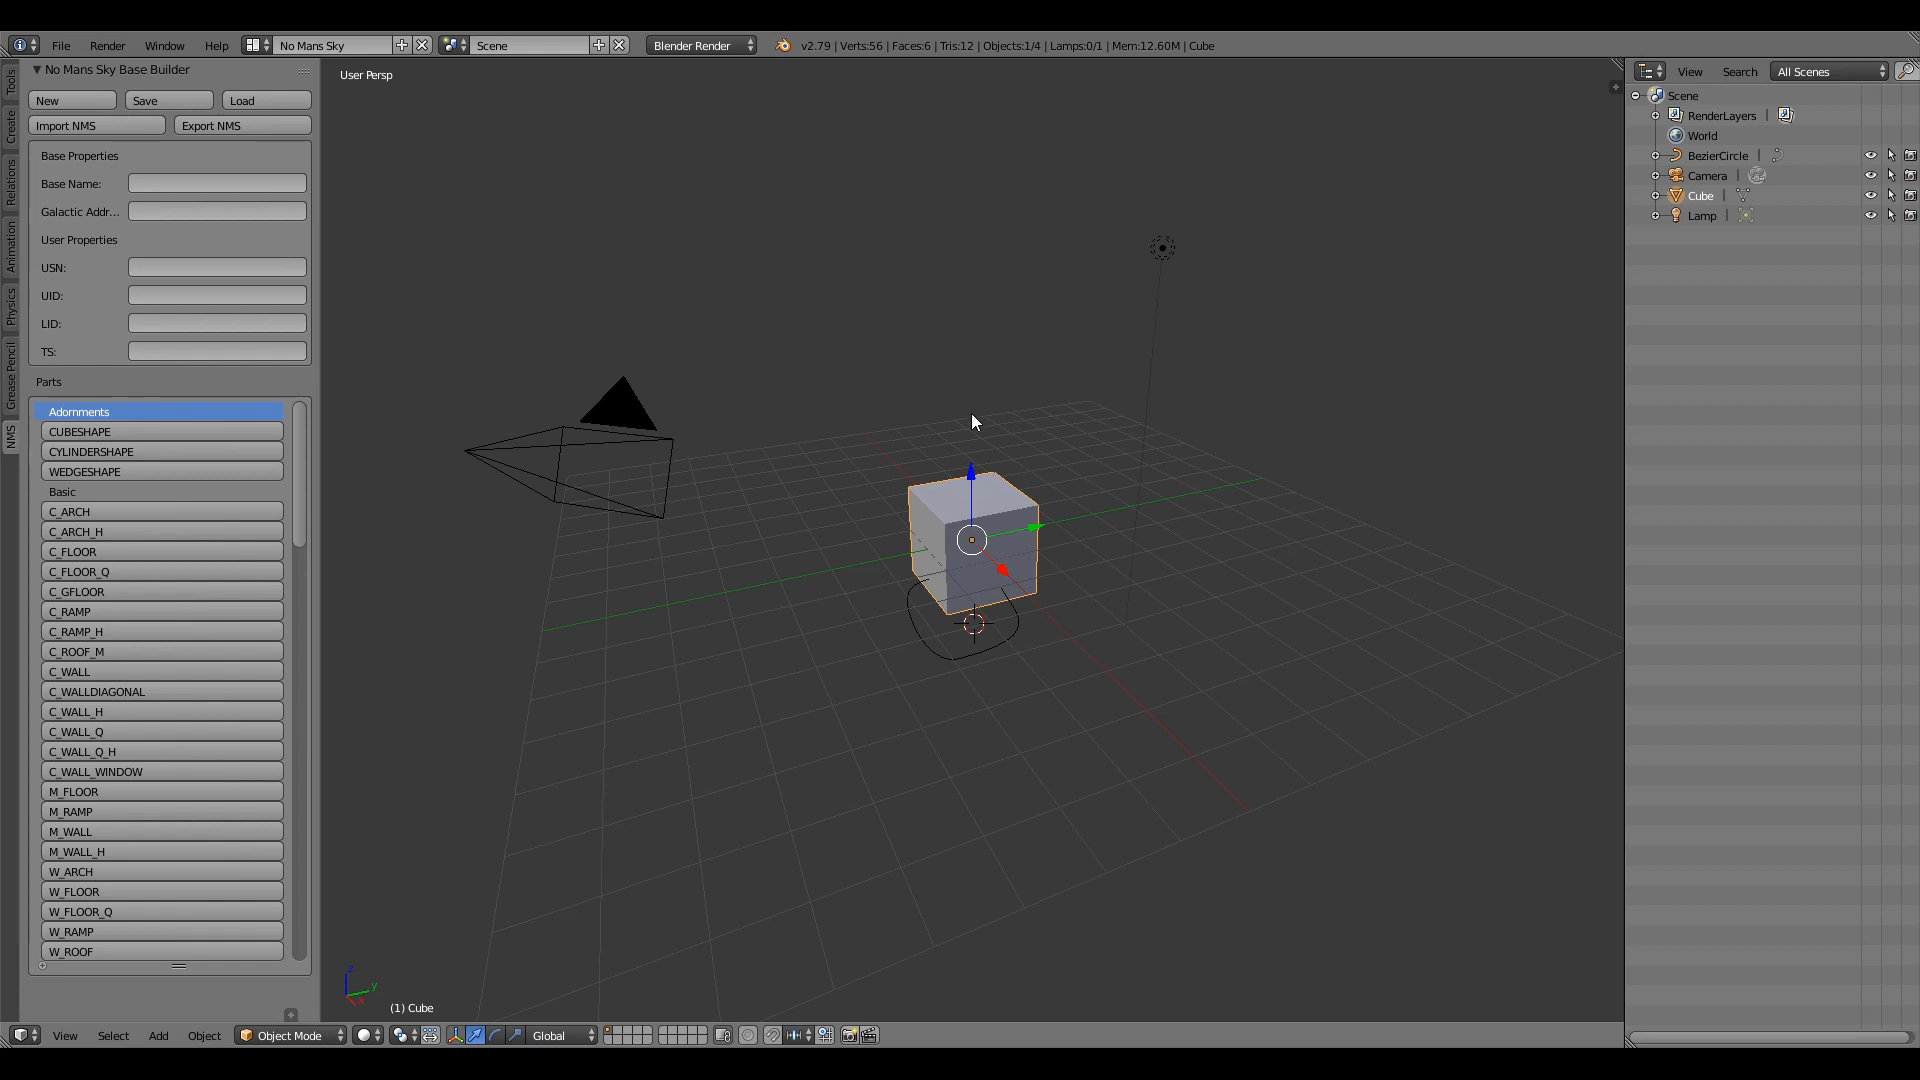 File Render Window Help No Mans Sky Scene Blender Render v2.79 | Verts:56 | Faces:6 | Tris:12 | Objects:1/4 | Lamps:0/1 | Mem:12.60M | Cube
No Mans Sky Base Builder
New Save Load
Import NMS Export NMS
Base Properties
Base Name:
Galactic Addr...
User Properties
USN:
UID:
LID:
TS:
Parts
Adornments
CUBESHAPE
CYLINDERSHAPE
WEDGESHAPE
Basic
C_ARCH
C_ARCH_H
C_FLOOR
C_FLOOR_Q
C_GFLOOR
C_RAMP
C_RAMP_H
C_ROOF_M
C_WALL
C_WALLDIAGONAL
C_WALL_H
C_WALL_Q
C_WALL_Q_H
C_WALL_WINDOW
M_FLOOR
M_RAMP
M_WALL
M_WALL_H
W_ARCH
W_FLOOR
W_FLOOR_Q
W_RAMP
W_ROOF
Tools
Create
Relations
Animation
Physics
Grease Pencil
NMS
User Persp
z
y
x
(1) Cube
View Select Add Object Object Mode Global
View Search All Scenes
Scene
RenderLayers |
World
BezierCircle |
Camera |
Cube |
Lamp |